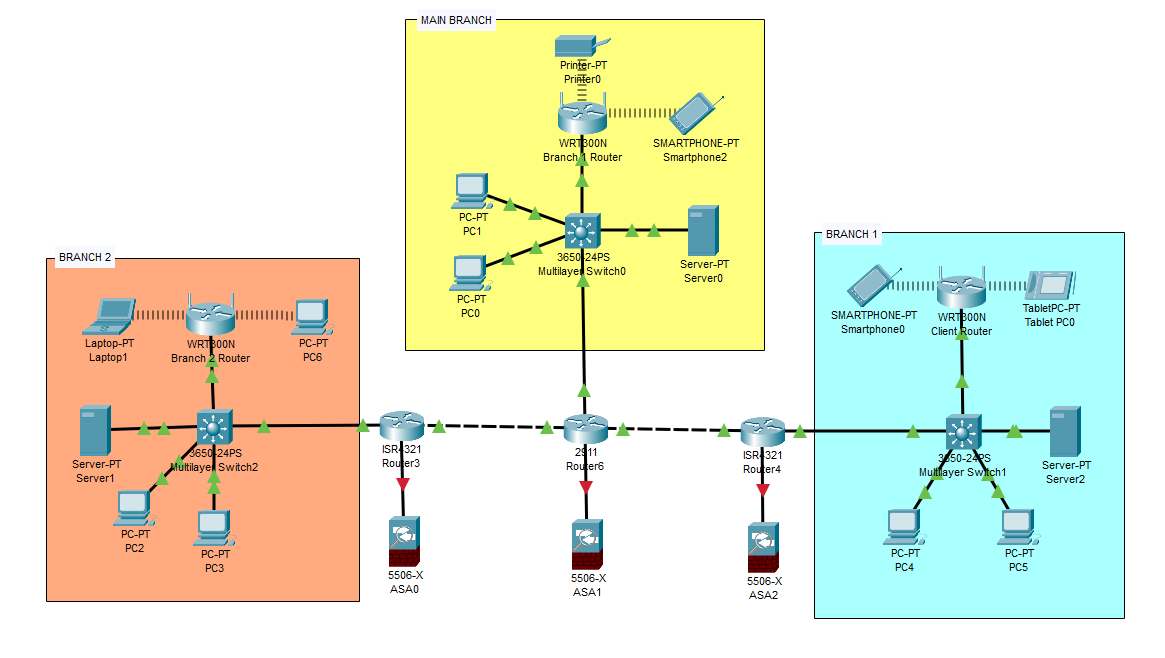 MAIN BRANCH
Printer-PT
Printer0
WRT300N
Branch 1 Router
SMARTPHONE-PT
Smartphone2
PC-PT
PC1
3650-24PS
Multilayer Switch0
Server-PT
Server0
PC-PT
PC0
BRANCH 2
Laptop-PT
Laptop1
WRT300N
Branch 2 Router
PC-PT
PC6
Server-PT
Server1
3650-24PS
Multilayer Switch2
PC-PT
PC2
PC-PT
PC3
ISR4321
Router3
2911
Router6
ISR4321
Router4
5506-X
ASA0
5506-X
ASA1
5506-X
ASA2
BRANCH 1
SMARTPHONE-PT
Smartphone0
WRT300N
Client Router
TabletPC-PT
Tablet PC0
3650-24PS
Multilayer Switch1
Server-PT
Server2
PC-PT
PC4
PC-PT
PC5